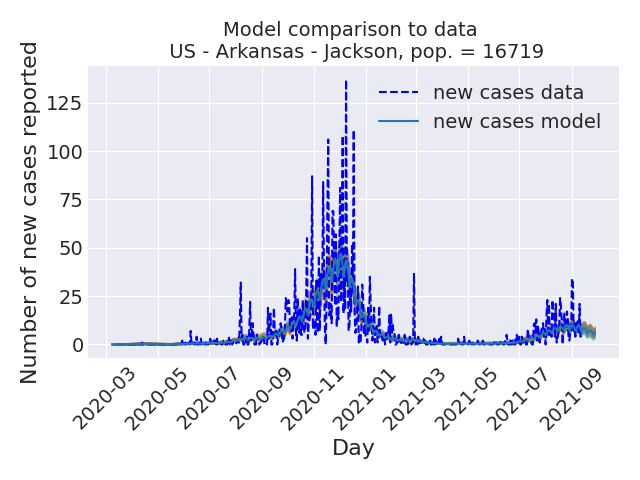 Model comparison to data
US - Arkansas - Jackson, pop. = 16719
new cases data
new cases model
Number of new cases reported
125
100
75
50
25
0
2020-03
2020-05
2020-07
2020-09
2020-11
2021-01
2021-03
2021-05
2021-07
2021-09
Day